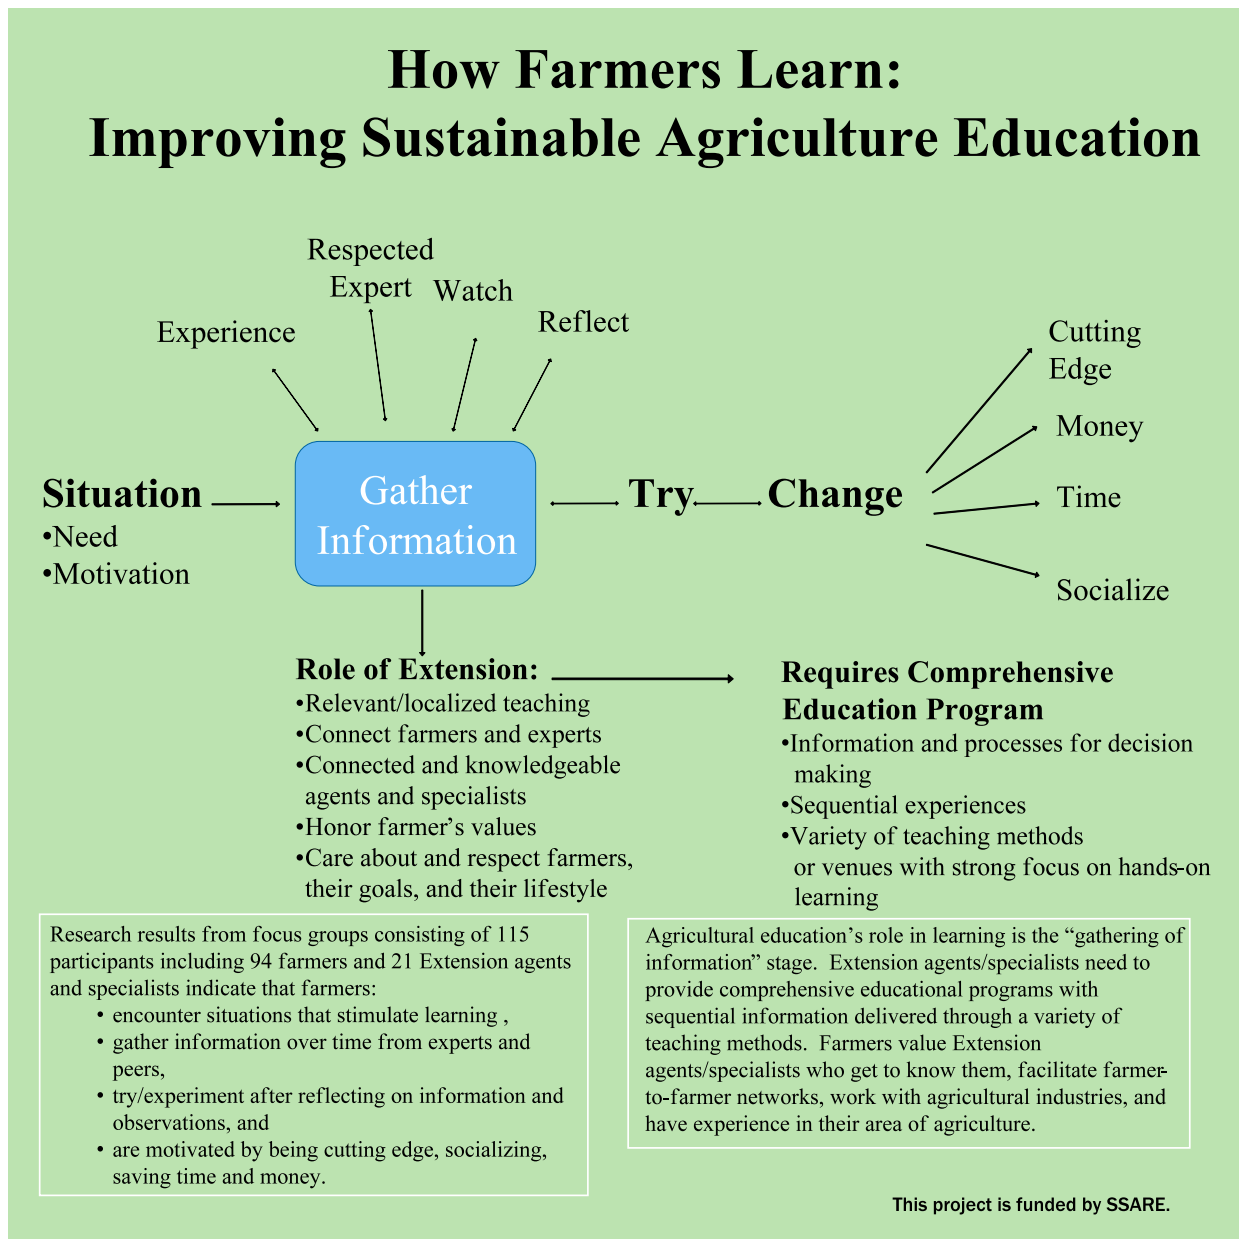 How Farmers Learn:
Improving Sustainable Agriculture Education
Respected
Expert
Watch
Experience
Reflect
Cutting
Edge
Money
Time
Socialize
Situation
•Need
•Motivation
Gather
Information
Try
Change
Role of Extension:
•Relevant/localized teaching
•Connect farmers and experts
•Connected and knowledgeable
agents and specialists
•Honor farmer’s values
•Care about and respect farmers,
their goals, and their lifestyle
Requires Comprehensive
Education Program
•Information and processes for decision
making
•Sequential experiences
•Variety of teaching methods
or venues with strong focus on hands-on
learning
Research results from focus groups consisting of 115
participants including 94 farmers and 21 Extension agents
and specialists indicate that farmers:
• encounter situations that stimulate learning ,
• gather information over time from experts and
peers,
• try/experiment after reflecting on information and
observations, and
• are motivated by being cutting edge, socializing,
saving time and money.
Agricultural education’s role in learning is the “gathering of
information” stage.  Extension agents/specialists need to
provide comprehensive educational programs with
sequential information delivered through a variety of
teaching methods.  Farmers value Extension
agents/specialists who get to know them, facilitate farmer-
to-farmer networks, work with agricultural industries, and
have experience in their area of agriculture.
This project is funded by SSARE.